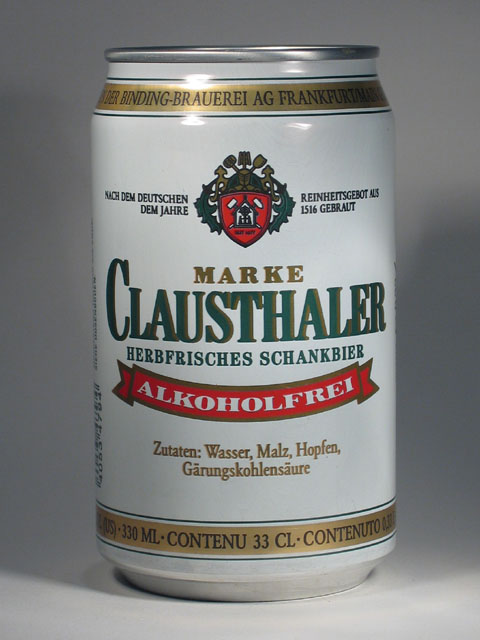 DER BINDING-BRAUEREI AG FRANKFURT/MAIN
NACH DEM DEUTSCHEN
DEM JAHRE
REINHEITSGEBOT AUS
1516 GEBRAUT
MARKE
CLAUSTHALER
HERBFRISCHES SCHANKBIER
ALKOHOLFREI
Zutaten: Wasser, Malz, Hopfen,
Gärungskohlensäure
(US)·330 ML·CONTENU 33 CL·CONTENUTO